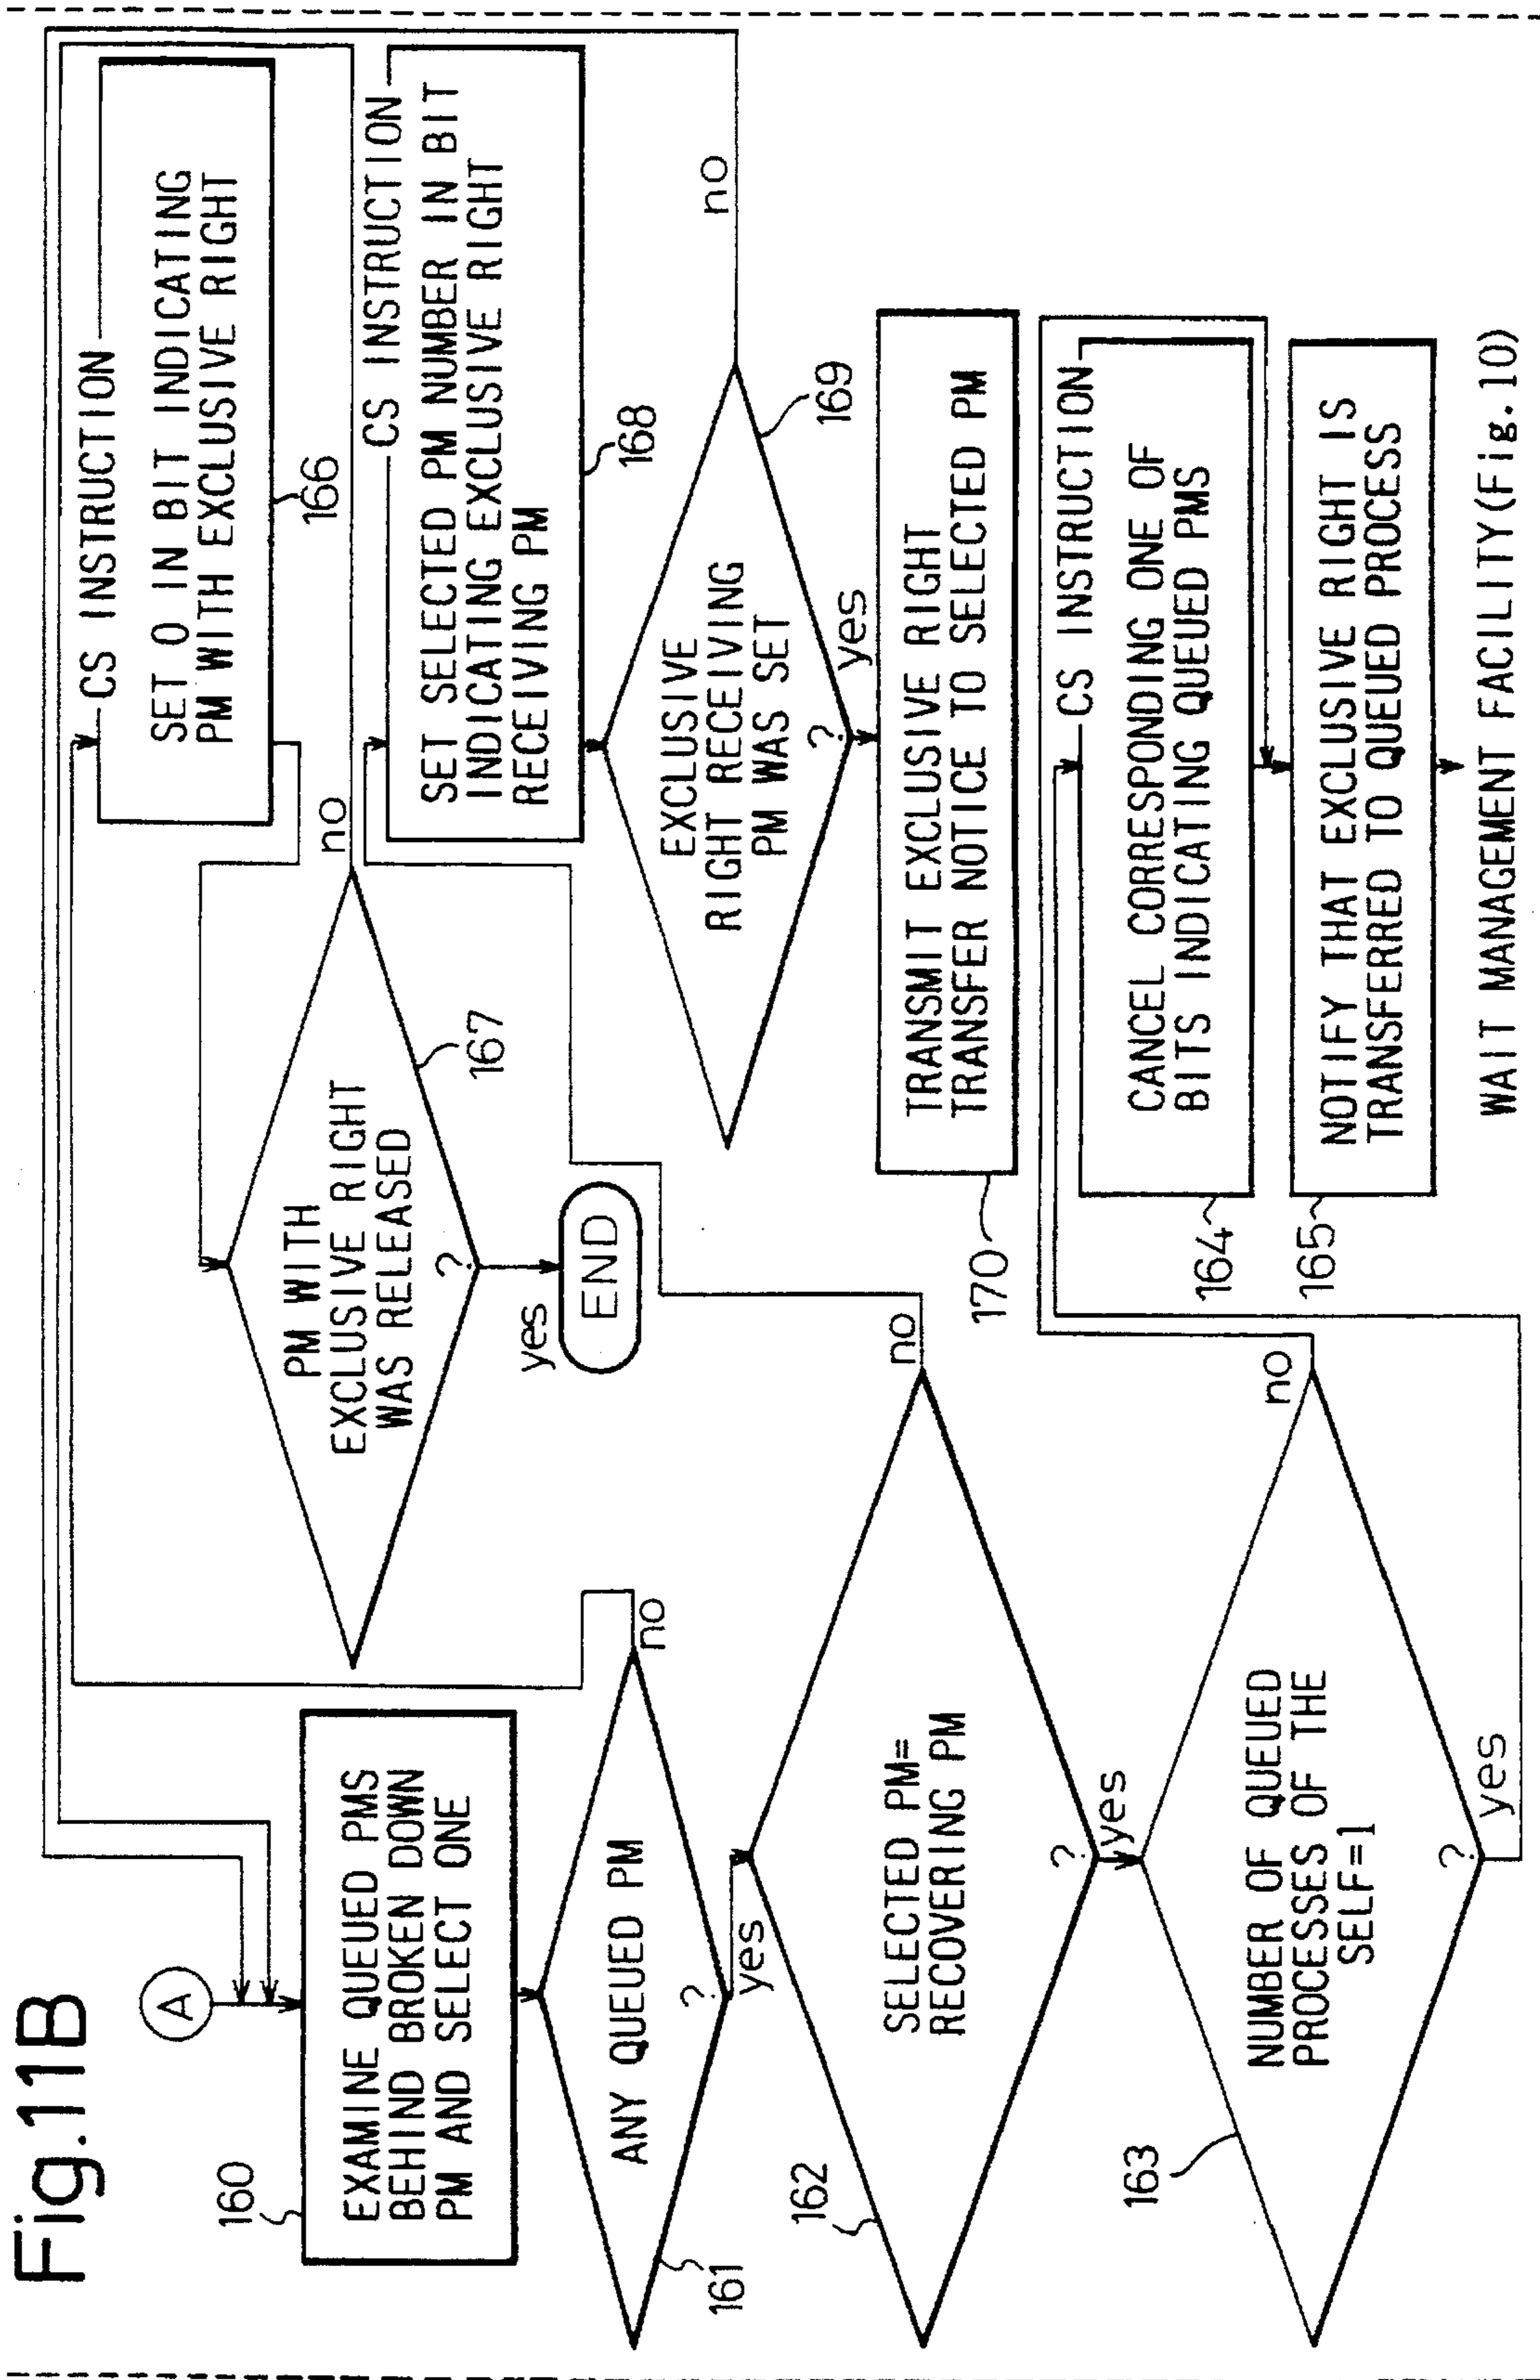 Fig.11B
A
160
EXAMINE QUEUED PMS
BEHIND BROKEN DOWN
PM AND SELECT ONE
ANY QUEUED PM
?
161
no
yes
162
SELECTED PM=
RECOVERING PM
?
no
yes
163
NUMBER OF QUEUED
PROCESSES OF THE
SELF=1
?
no
yes
CS INSTRUCTION
SET 0 IN BIT INDICATING
PM WITH EXCLUSIVE RIGHT
166
PM WITH
EXCLUSIVE RIGHT
WAS RELEASED
?
167
no
yes
END
CS INSTRUCTION
SET SELECTED PM NUMBER IN BIT
INDICATING EXCLUSIVE RIGHT
RECEIVING PM
168
EXCLUSIVE
RIGHT RECEIVING
PM WAS SET
?
169
no
yes
TRANSMIT EXCLUSIVE RIGHT
TRANSFER NOTICE TO SELECTED PM
170
CS INSTRUCTION
CANCEL CORRESPONDING ONE OF
BITS INDICATING QUEUED PMS
164
NOTIFY THAT EXCLUSIVE RIGHT IS
TRANSFERRED TO QUEUED PROCESS
165
WAIT MANAGEMENT FACILITY(Fig.10)